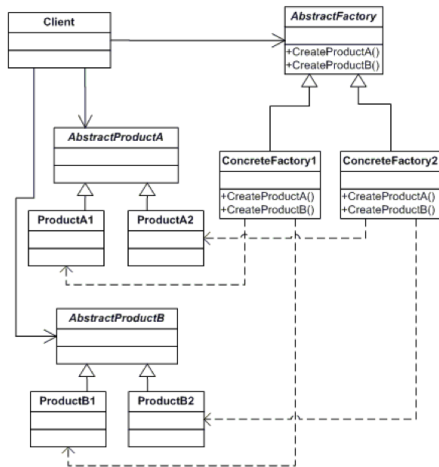 Client
AbstractFactory
+CreateProductA()
+CreateProductB()
AbstractProductA
ConcreteFactory1
+CreateProductA()
+CreateProductB()
ConcreteFactory2
+CreateProductA()
+CreateProductB()
ProductA1
ProductA2
AbstractProductB
ProductB1
ProductB2